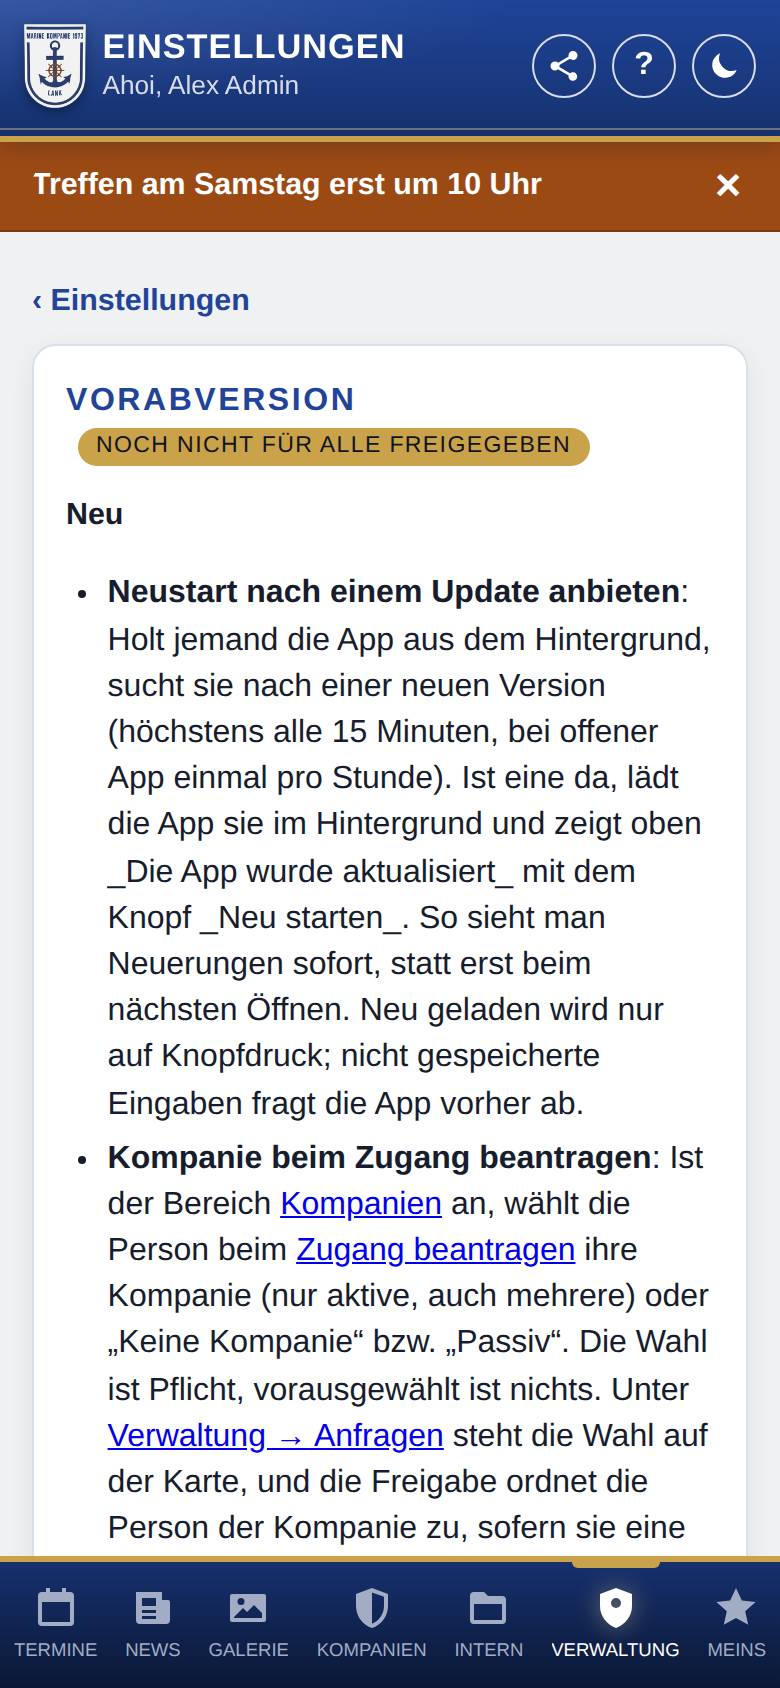 MARINE KOMPANIE 1973
LANK
EINSTELLUNGEN
Ahoi, Alex Admin
?
Treffen am Samstag erst um 10 Uhr
×
‹ Einstellungen
VORABVERSION
NOCH NICHT FÜR ALLE FREIGEGEBEN
Neu
• Neustart nach einem Update anbieten:
Holt jemand die App aus dem Hintergrund,
sucht sie nach einer neuen Version
(höchstens alle 15 Minuten, bei offener
App einmal pro Stunde). Ist eine da, lädt
die App sie im Hintergrund und zeigt oben
_Die App wurde aktualisiert_ mit dem
Knopf _Neu starten_. So sieht man
Neuerungen sofort, statt erst beim
nächsten Öffnen. Neu geladen wird nur
auf Knopfdruck; nicht gespeicherte
Eingaben fragt die App vorher ab.
• Kompanie beim Zugang beantragen: Ist
der Bereich Kompanien an, wählt die
Person beim Zugang beantragen ihre
Kompanie (nur aktive, auch mehrere) oder
„Keine Kompanie“ bzw. „Passiv“. Die Wahl
ist Pflicht, vorausgewählt ist nichts. Unter
Verwaltung → Anfragen steht die Wahl auf
der Karte, und die Freigabe ordnet die
Person der Kompanie zu, sofern sie eine
TERMINE NEWS GALERIE KOMPANIEN INTERN VERWALTUNG MEINS